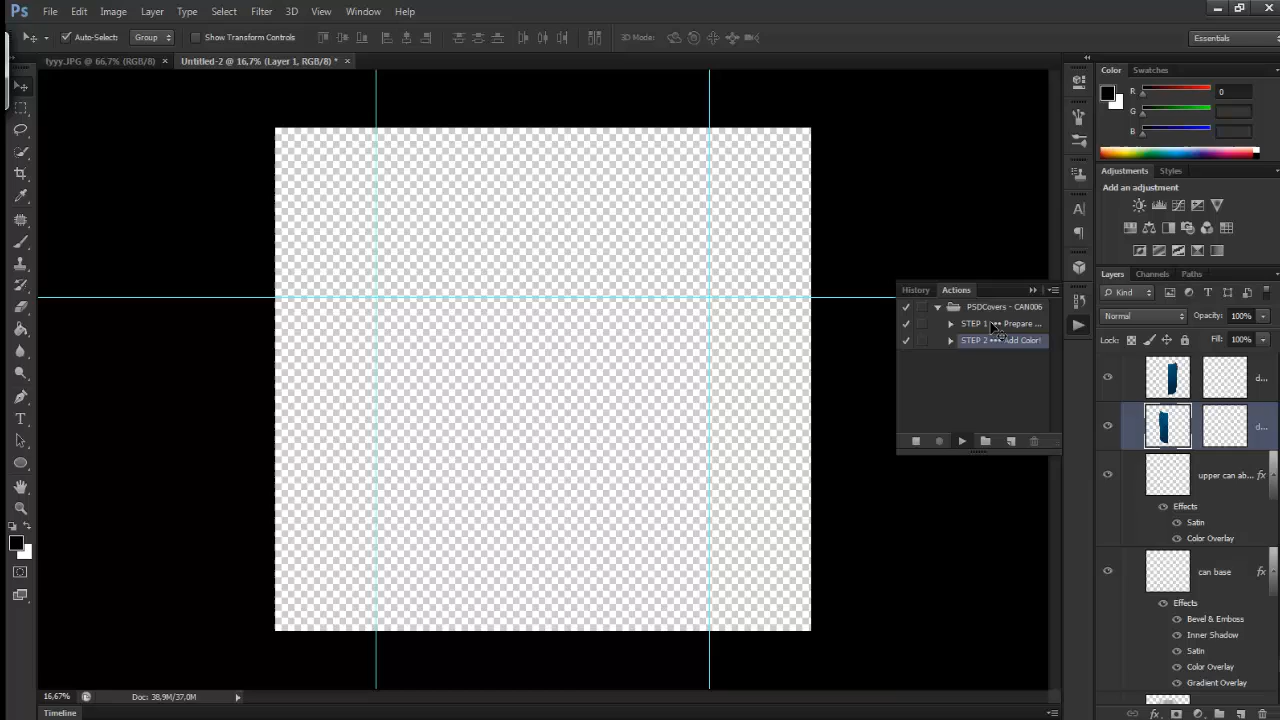 Ps File Edit Image Layer Type Select Filter 3D View Window Help
Auto-Select: Group Show Transform Controls 3D Mode: Essentials
tyyy.JPG @ 66,7% (RGB/8) × Untitled-2 @ 16,7% (Layer 1, RGB/8) * ×
Color Swatches
R 0
G
B
Adjustments Styles
Add an adjustment
Layers Channels Paths
Kind
Normal Opacity: 100%
Lock: Fill: 100%
d...
d...
upper can ab... fx
Effects
Satin
Color Overlay
can base fx
Effects
Bevel & Emboss
Inner Shadow
Satin
Color Overlay
Gradient Overlay
History Actions
PSDCovers - CAN006
STEP 1 ••• Prepare ...
STEP 2 ••• Add Color!
16,67% Doc: 38,9M/37,0M
Timeline